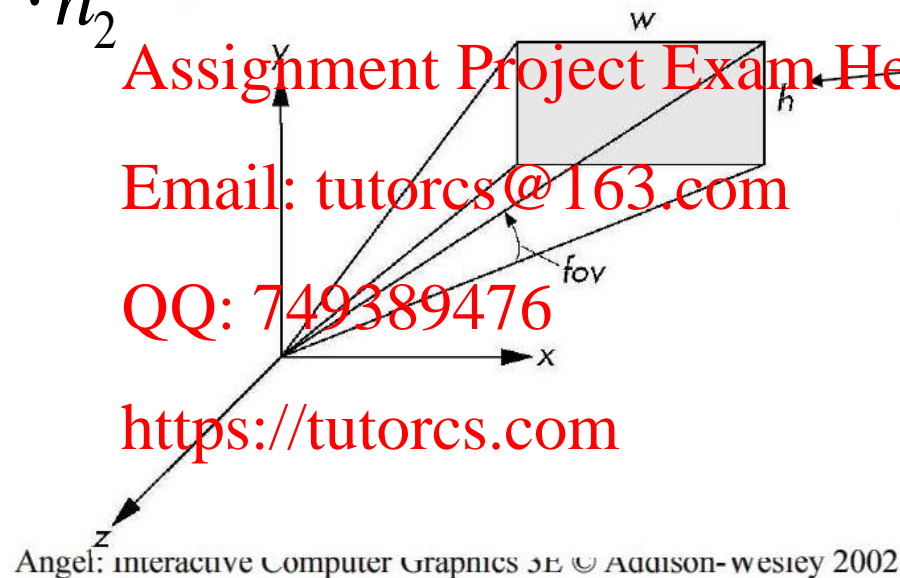 · n₂
w
y
Assignment Project Exam He
h
Email: tutorcs@163.com
fov
QQ: 749389476
x
https://tutorcs.com
z
Angel: Interactive Computer Graphics 3E © Addison-Wesley 2002